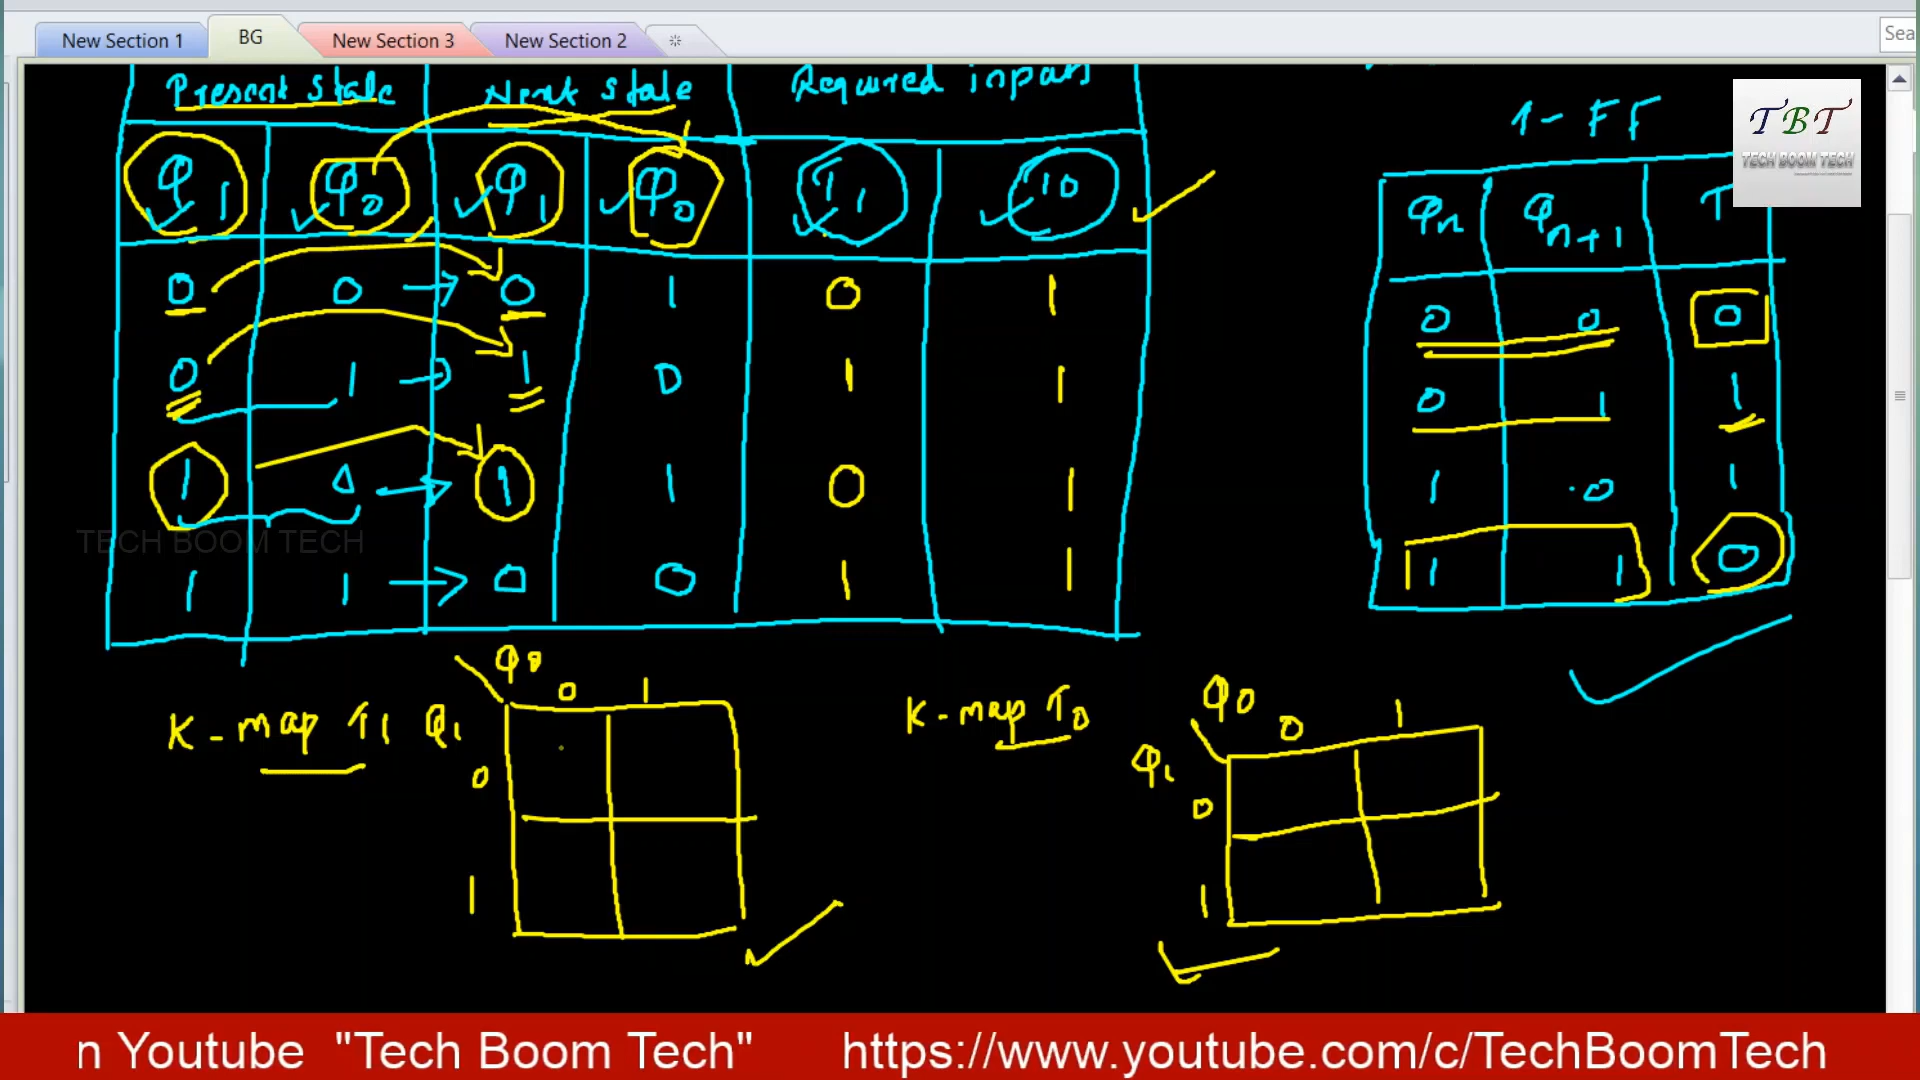 New Section 1 BG New Section 3 New Section 2
Sea
Present state Next state Required inputs
TBT
TECH BOOM TECH
T - FF
Q1 Q0 Q1 Q0 T1 T0
Qn Qn+1 T
0 0 → 0 1 0 1
0 0 0
0 1 → 1 0 1 1
0 1 1
1 0 → 1 1 0 1
1 0 1
TECH BOOM TECH
1 1 → 0 0 1 1
1 1 0
K-map T1 Q1 Q0 0 1
0
1
K-map T0 Q1 Q0 0 1
0
1
n Youtube "Tech Boom Tech" https://www.youtube.com/c/TechBoomTech